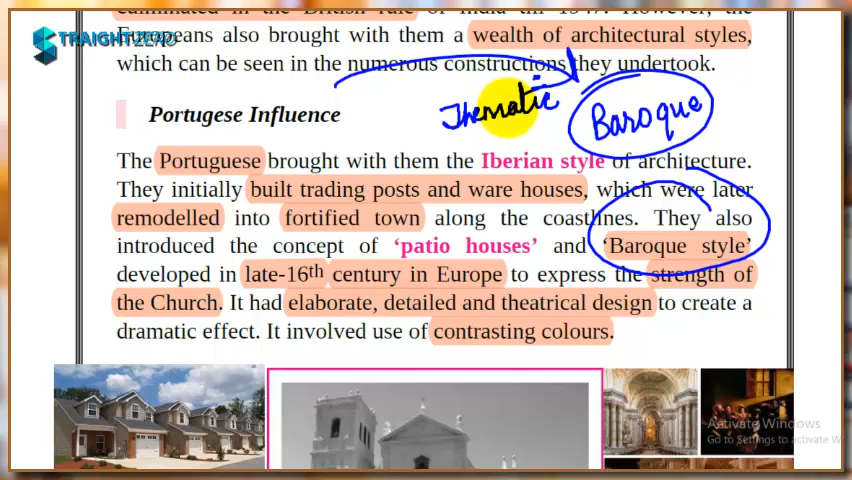 Europeans also brought with them a wealth of architectural styles,
which can be seen in the numerous constructions they undertook.
STRAIGHTZERO
Thematic
Baroque
Portugese Influence
The Portuguese brought with them the Iberian style of architecture.
They initially built trading posts and ware houses, which were later
remodelled into fortified town along the coastlines. They also
introduced the concept of ‘patio houses’ and ‘Baroque style’
developed in late-16th century in Europe to express the strength of
the Church. It had elaborate, detailed and theatrical design to create a
dramatic effect. It involved use of contrasting colours.
Activate Windows
Go to Settings to activate W